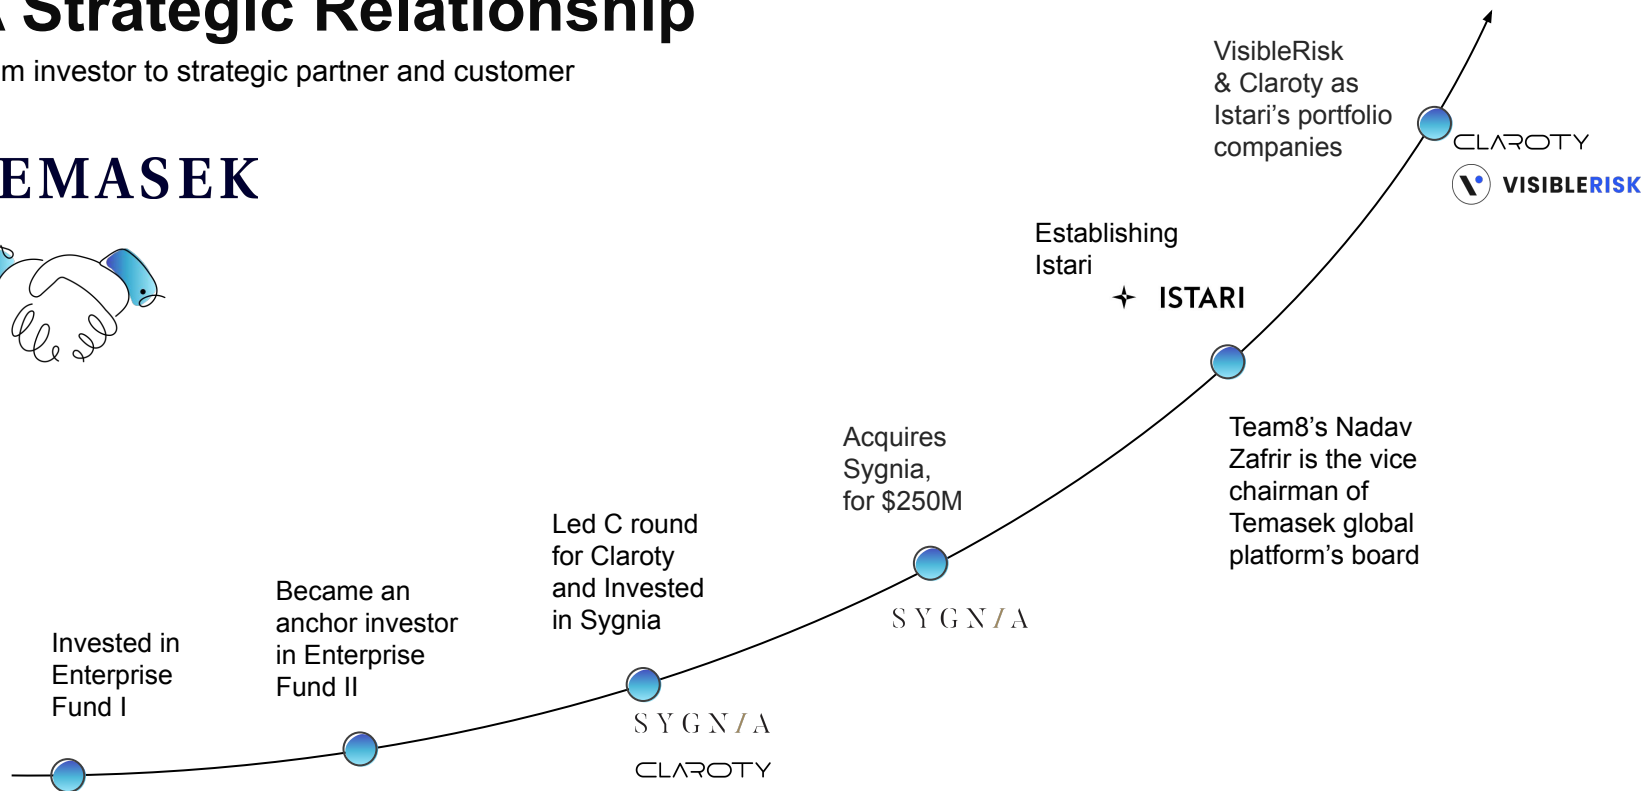 A Strategic Relationship
m investor to strategic partner and customer
EMASEK
VisibleRisk
& Claroty as
Istari’s portfolio
companies
CLAROTY
VISIBLERISK
Establishing
Istari
ISTARI
Team8’s Nadav
Zafrir is the vice
chairman of
Temasek global
platform’s board
Acquires
Sygnia,
for $250M
SYGNIA
Led C round
for Claroty
and Invested
in Sygnia
SYGNIA
CLAROTY
Became an
anchor investor
in Enterprise
Fund II
Invested in
Enterprise
Fund I